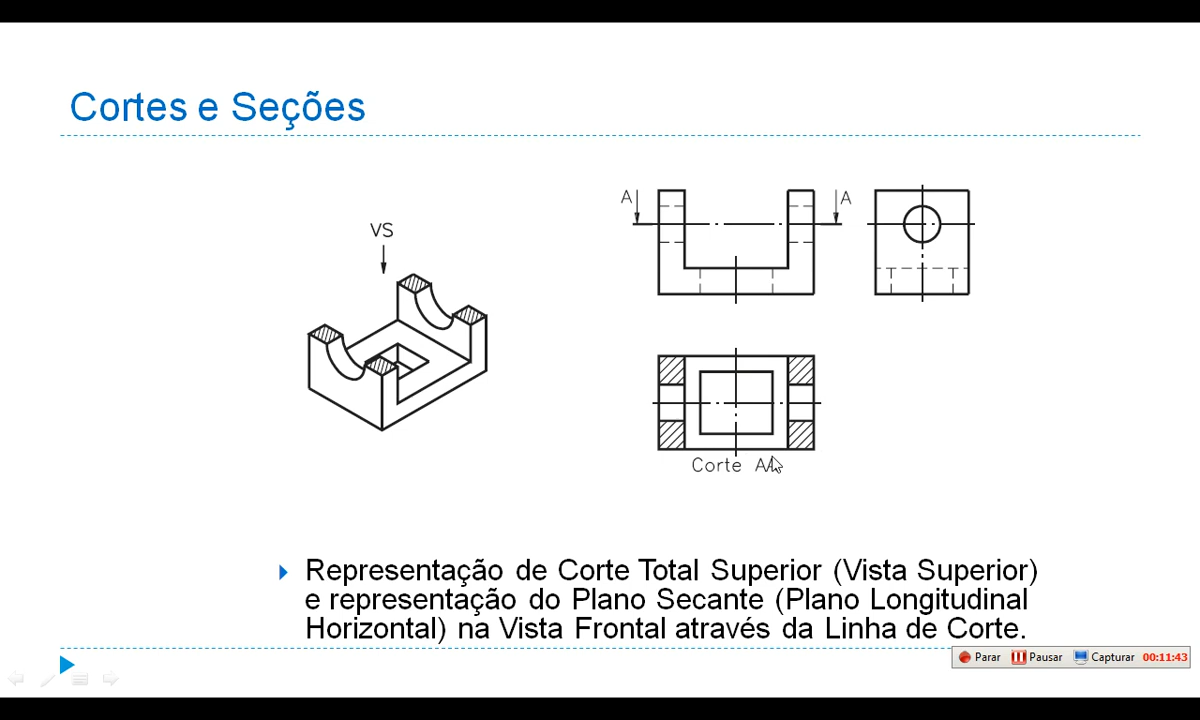 Cortes e Seções
VS
A
A
Corte AA
Representação de Corte Total Superior (Vista Superior)
e representação do Plano Secante (Plano Longitudinal
Horizontal) na Vista Frontal através da Linha de Corte.
Parar Pausar Capturar 00:11:43